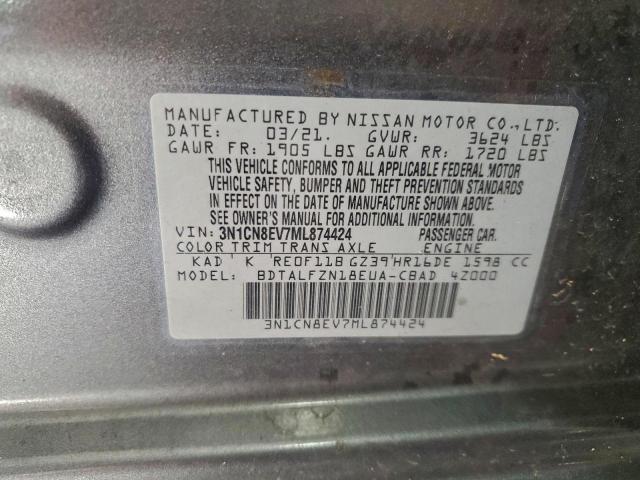 MANUFACTURED BY NISSAN MOTOR CO., LTD.
DATE: 03/21. GVWR: 3624 LBS
GAWR FR: 1905 LBS GAWR RR: 1720 LBS
THIS VEHICLE CONFORMS TO ALL APPLICABLE FEDERAL MOTOR
VEHICLE SAFETY, BUMPER AND THEFT PREVENTION STANDARDS
IN EFFECT ON THE DATE OF MANUFACTURE SHOWN ABOVE.
SEE OWNER'S MANUAL FOR ADDITIONAL INFORMATION.
VIN: 3N1CN8EV7ML874424 PASSENGER CAR.
COLOR TRIM TRANS AXLE ENGINE
KAD ' K ' RE0F11B GZ39'HR16DE 1598 CC
MODEL: BDTALFZN18EUA-CBAD 4Z000
3N1CN8EV7ML874424